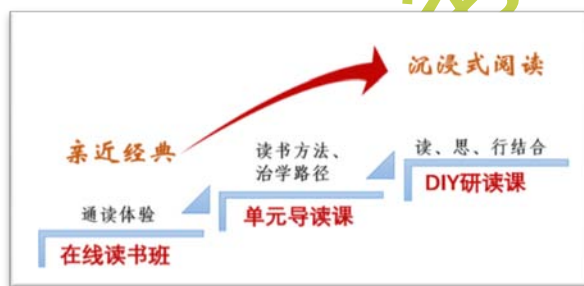 沉浸式阅读
亲近经典
读书方法、
治学路径
读、思、行结合
DIY研读课
通读体验
单元导读课
在线读书班